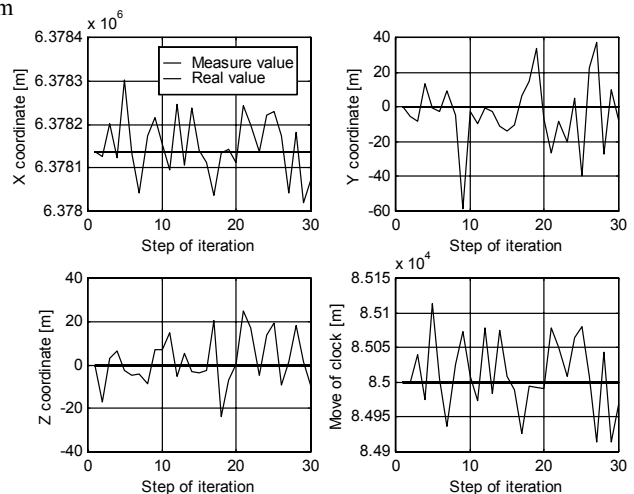 m
x 10^6
6.3784
6.3783
6.3782
6.3781
6.378
X coordinate [m]
Measure value
Real value
0 10 20 30
Step of iteration
40
20
0
-20
-40
-60
Y coordinate [m]
0 10 20 30
Step of iteration
40
20
0
-20
-40
Z coordinate [m]
0 10 20 30
Step of iteration
x 10^4
8.515
8.51
8.505
8.5
8.495
8.49
Move of clock [m]
0 10 20 30
Step of iteration